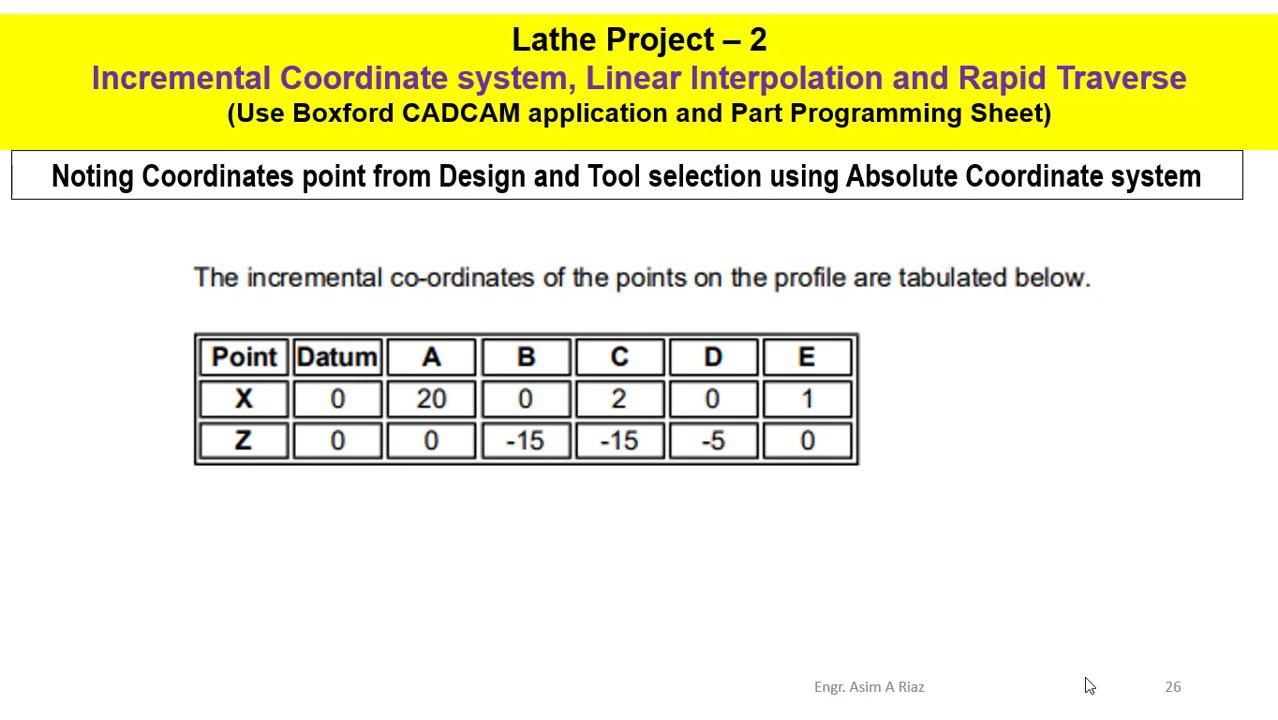 Lathe Project – 2
Incremental Coordinate system, Linear Interpolation and Rapid Traverse
(Use Boxford CADCAM application and Part Programming Sheet)
Noting Coordinates point from Design and Tool selection using Absolute Coordinate system
The incremental co-ordinates of the points on the profile are tabulated below.
Point Datum A B C D E
X 0 20 0 2 0 1
Z 0 0 -15 -15 -5 0
Engr. Asim A Riaz 26